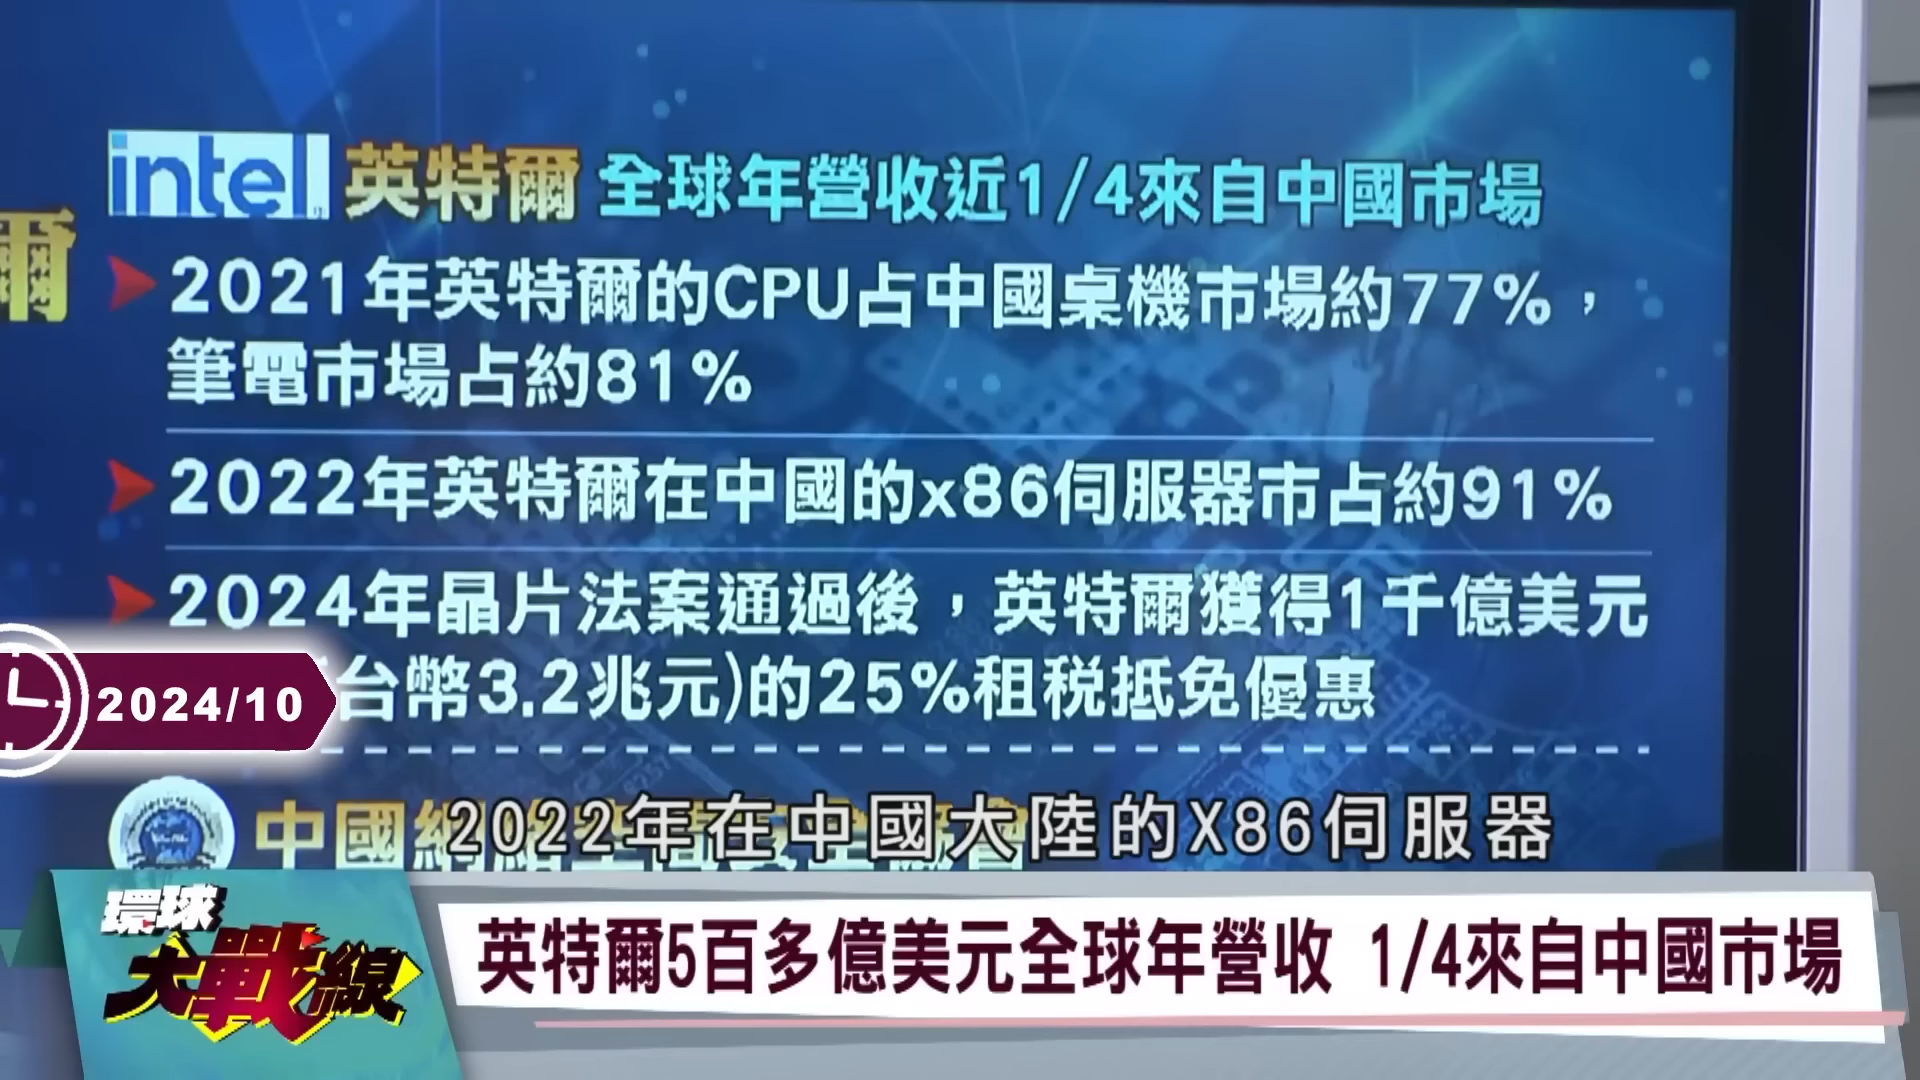 intel 英特爾 全球年營收近1/4來自中國市場
爾
2021年英特爾的CPU占中國桌機市場約77%，
筆電市場占約81%
2022年英特爾在中國的x86伺服器市占約91%
2024年晶片法案通過後，英特爾獲得1千億美元
台幣3.2兆元)的25%租稅抵免優惠
2024/10
中國網
2022年在中國大陸的X86伺服器
環球
大戰線
英特爾5百多億美元全球年營收 1/4來自中國市場